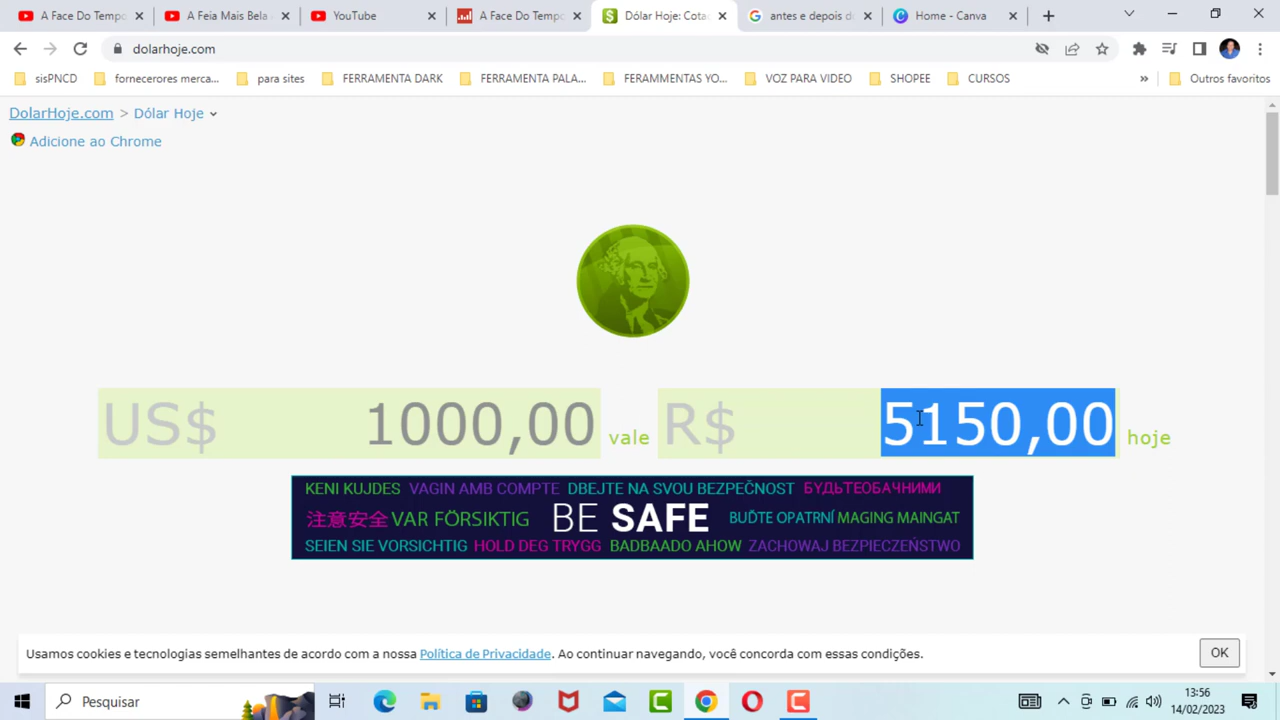 A Face Do Tempo
A Feia Mais Bela
YouTube
A Face Do Tempo
Dólar Hoje: Cota
antes e depois d
Home - Canva
dolarhoje.com
sisPNCD
fornecerores merca...
para sites
FERRAMENTA DARK
FERRAMENTA PALA...
FERAMMENTAS YO...
VOZ PARA VIDEO
SHOPEE
CURSOS
»
Outros favoritos
DolarHoje.com > Dólar Hoje
Adicione ao Chrome
US$ 1000,00 vale R$ 5150,00 hoje
KENI KUJDES VAGIN AMB COMPTE DBEJTE NA SVOU BEZPEČNOST БУДЬТЕОБАЧНИМИ
注意安全 VAR FÖRSIKTIG BE SAFE BUĎTE OPATRNÍ MAGING MAINGAT
SEIEN SIE VORSICHTIG HOLD DEG TRYGG BADBAADO AHOW ZACHOWAJ BEZPIECZEŃSTWO
Usamos cookies e tecnologias semelhantes de acordo com a nossa Política de Privacidade. Ao continuar navegando, você concorda com essas condições.
OK
Pesquisar
13:56
14/02/2023